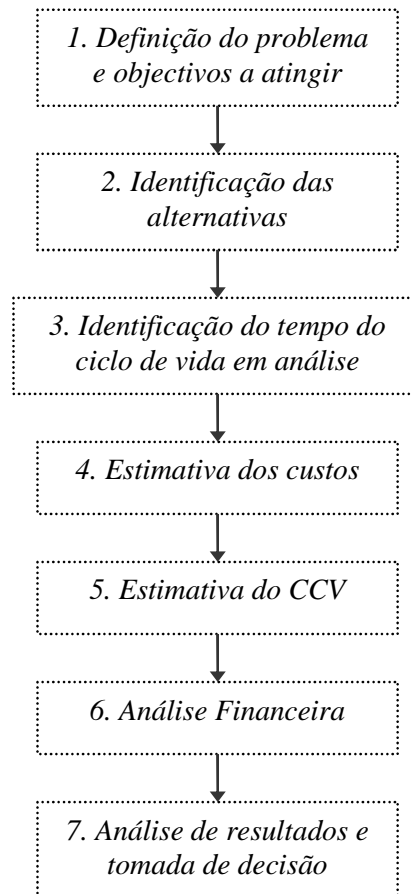 1. Definição do problema
e objectivos a atingir
2. Identificação das
alternativas
3. Identificação do tempo do
ciclo de vida em análise
4. Estimativa dos custos
5. Estimativa do CCV
6. Análise Financeira
7. Análise de resultados e
tomada de decisão